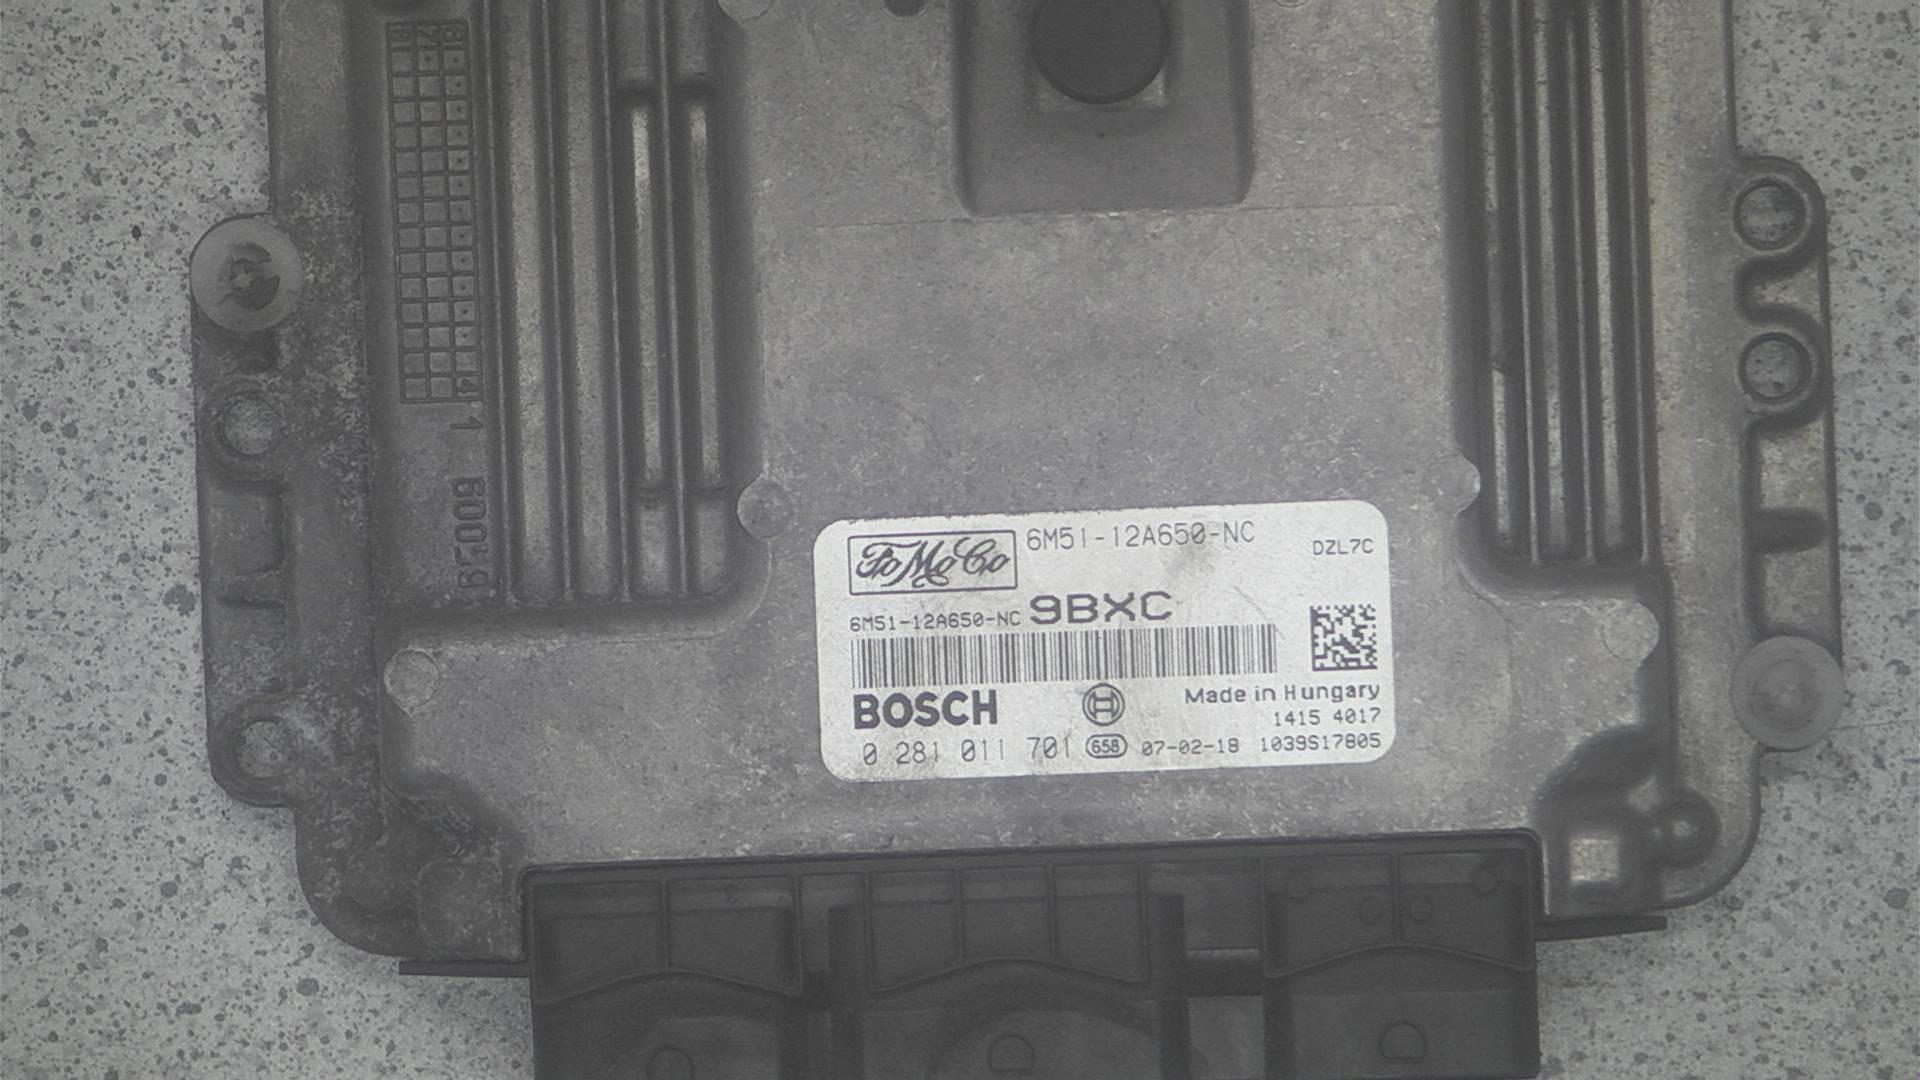 FoMoCo
6M51-12A650-NC
DZL7C
6M51-12A650-NC 9BXC
BOSCH
Made in Hungary
1415 4017
0 281 011 701 658 07-02-18 1039S17805